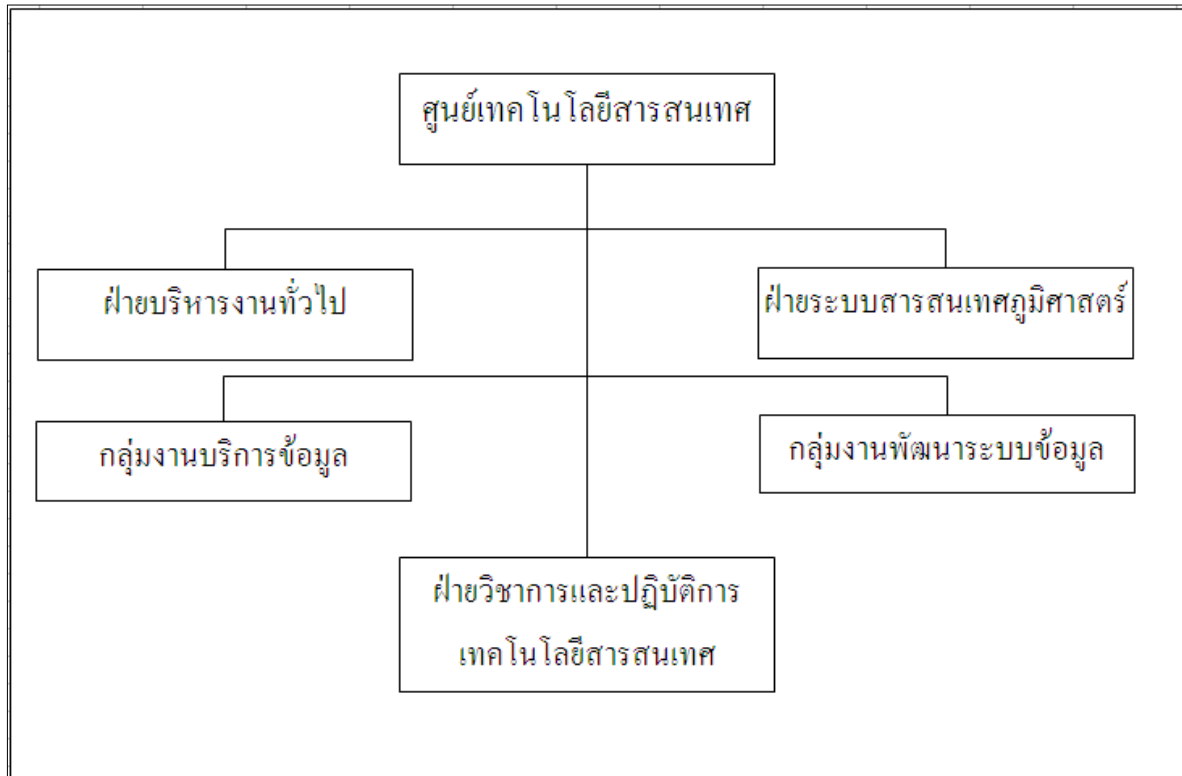 ศูนย์เทคโนโลยีสารสนเทศ
ฝ่ายบริหารงานทั่วไป
ฝ่ายระบบสารสนเทศภูมิศาสตร์
กลุ่มงานบริการข้อมูล
กลุ่มงานพัฒนาระบบข้อมูล
ฝ่ายวิชาการและปฏิบัติการ
เทคโนโลยีสารสนเทศ